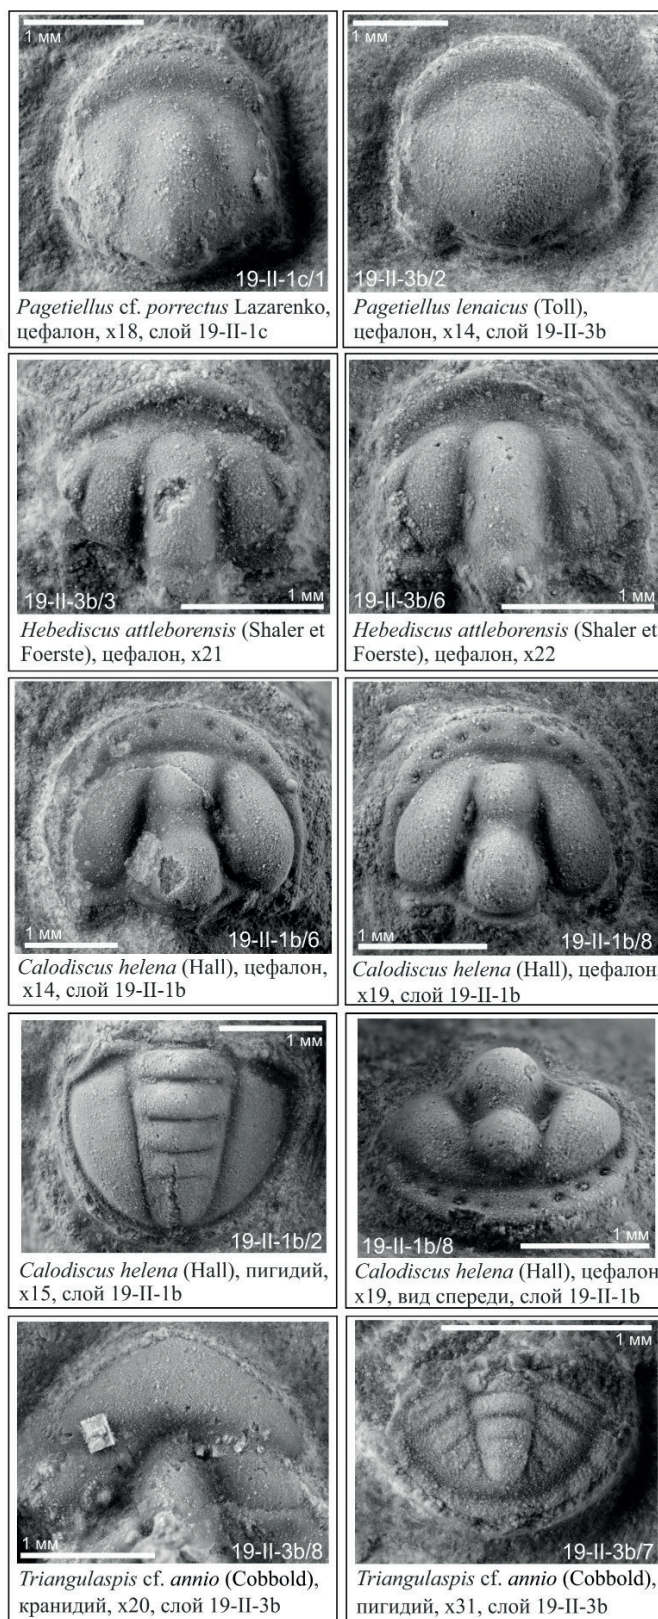 1 мм
19-II-1c/1
Pagetiellus cf. porrectus Lazarenko,
цефалон, x18, слой 19-II-1c
1 мм
19-II-3b/2
Pagetiellus lenaicus (Toll),
цефалон, x14, слой 19-II-3b
19-II-3b/3
1 мм
Hebediscus attleborensis (Shaler et
Foerste), цефалон, x21
19-II-3b/6
1 мм
Hebediscus attleborensis (Shaler et
Foerste), цефалон, x22
19-II-1b/6
1 мм
Calodiscus helena (Hall), цефалон,
x14, слой 19-II-1b
19-II-1b/8
1 мм
Calodiscus helena (Hall), цефалон
x19, слой 19-II-1b
1 мм
19-II-1b/2
Calodiscus helena (Hall), пигидий,
x15, слой 19-II-1b
19-II-1b/8
1 мм
Calodiscus helena (Hall), цефалон
x19, вид спереди, слой 19-II-1b
1 мм
19-II-3b/8
Triangulaspis cf. annio (Cobbold),
кранидий, x20, слой 19-II-3b
1 мм
19-II-3b/7
Triangulaspis cf. annio (Cobbold),
пигидий, x31, слой 19-II-3b